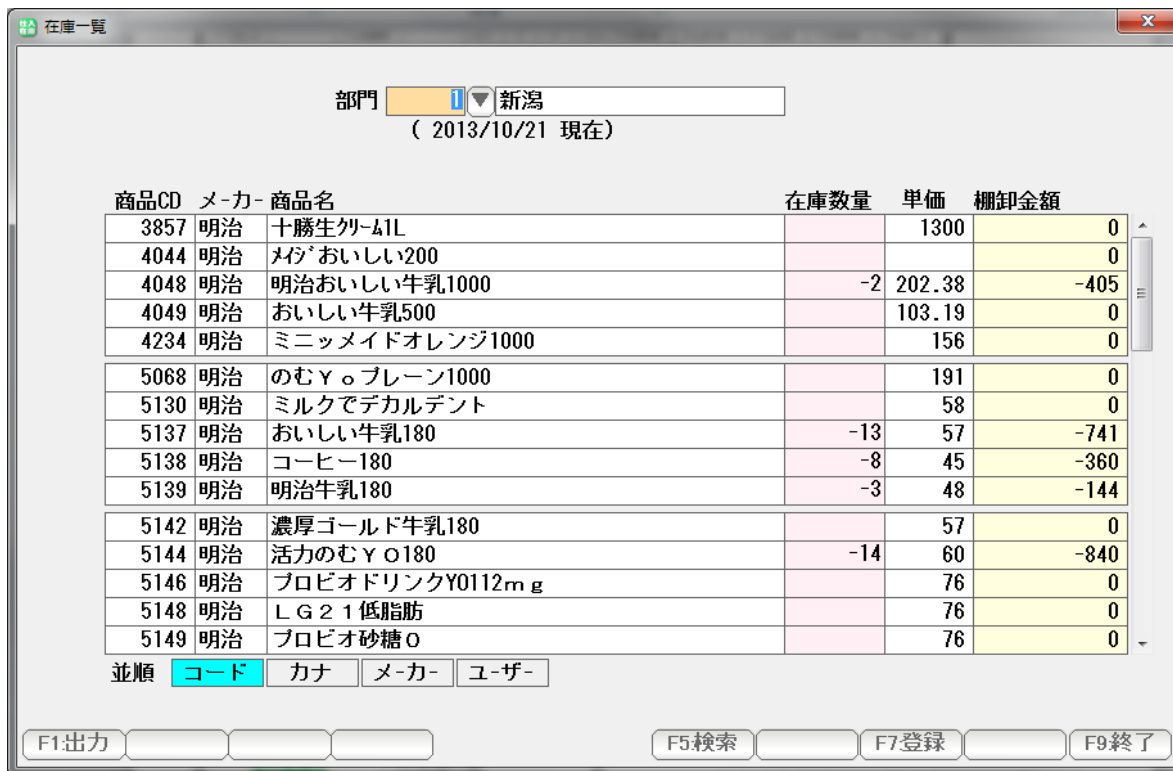 在庫一覧
部門 1 新潟
( 2013/10/21 現在)
商品CD メ-カ- 商品名 在庫数量 単価 棚卸金額
3857 明治 十勝生ｸﾘｰﾑ1L 1300 0
4044 明治 ﾒｲｼﾞおいしい200 0
4048 明治 明治おいしい牛乳1000 -2 202.38 -405
4049 明治 おいしい牛乳500 103.19 0
4234 明治 ミニッメイドオレンジ1000 156 0
5068 明治 のむＹｏプレーン1000 191 0
5130 明治 ミルクでデカルデント 58 0
5137 明治 おいしい牛乳180 -13 57 -741
5138 明治 コーヒー180 -8 45 -360
5139 明治 明治牛乳180 -3 48 -144
5142 明治 濃厚ゴールド牛乳180 57 0
5144 明治 活力のむＹＯ180 -14 60 -840
5146 明治 プロビオドリンクYO112ｍｇ 76 0
5148 明治 ＬＧ２１低脂肪 76 0
5149 明治 プロビオ砂糖０ 76 0
並順 コード カナ メ-カ- ユ-ザ-
F1:出力 F5:検索 F7:登録 F9:終了